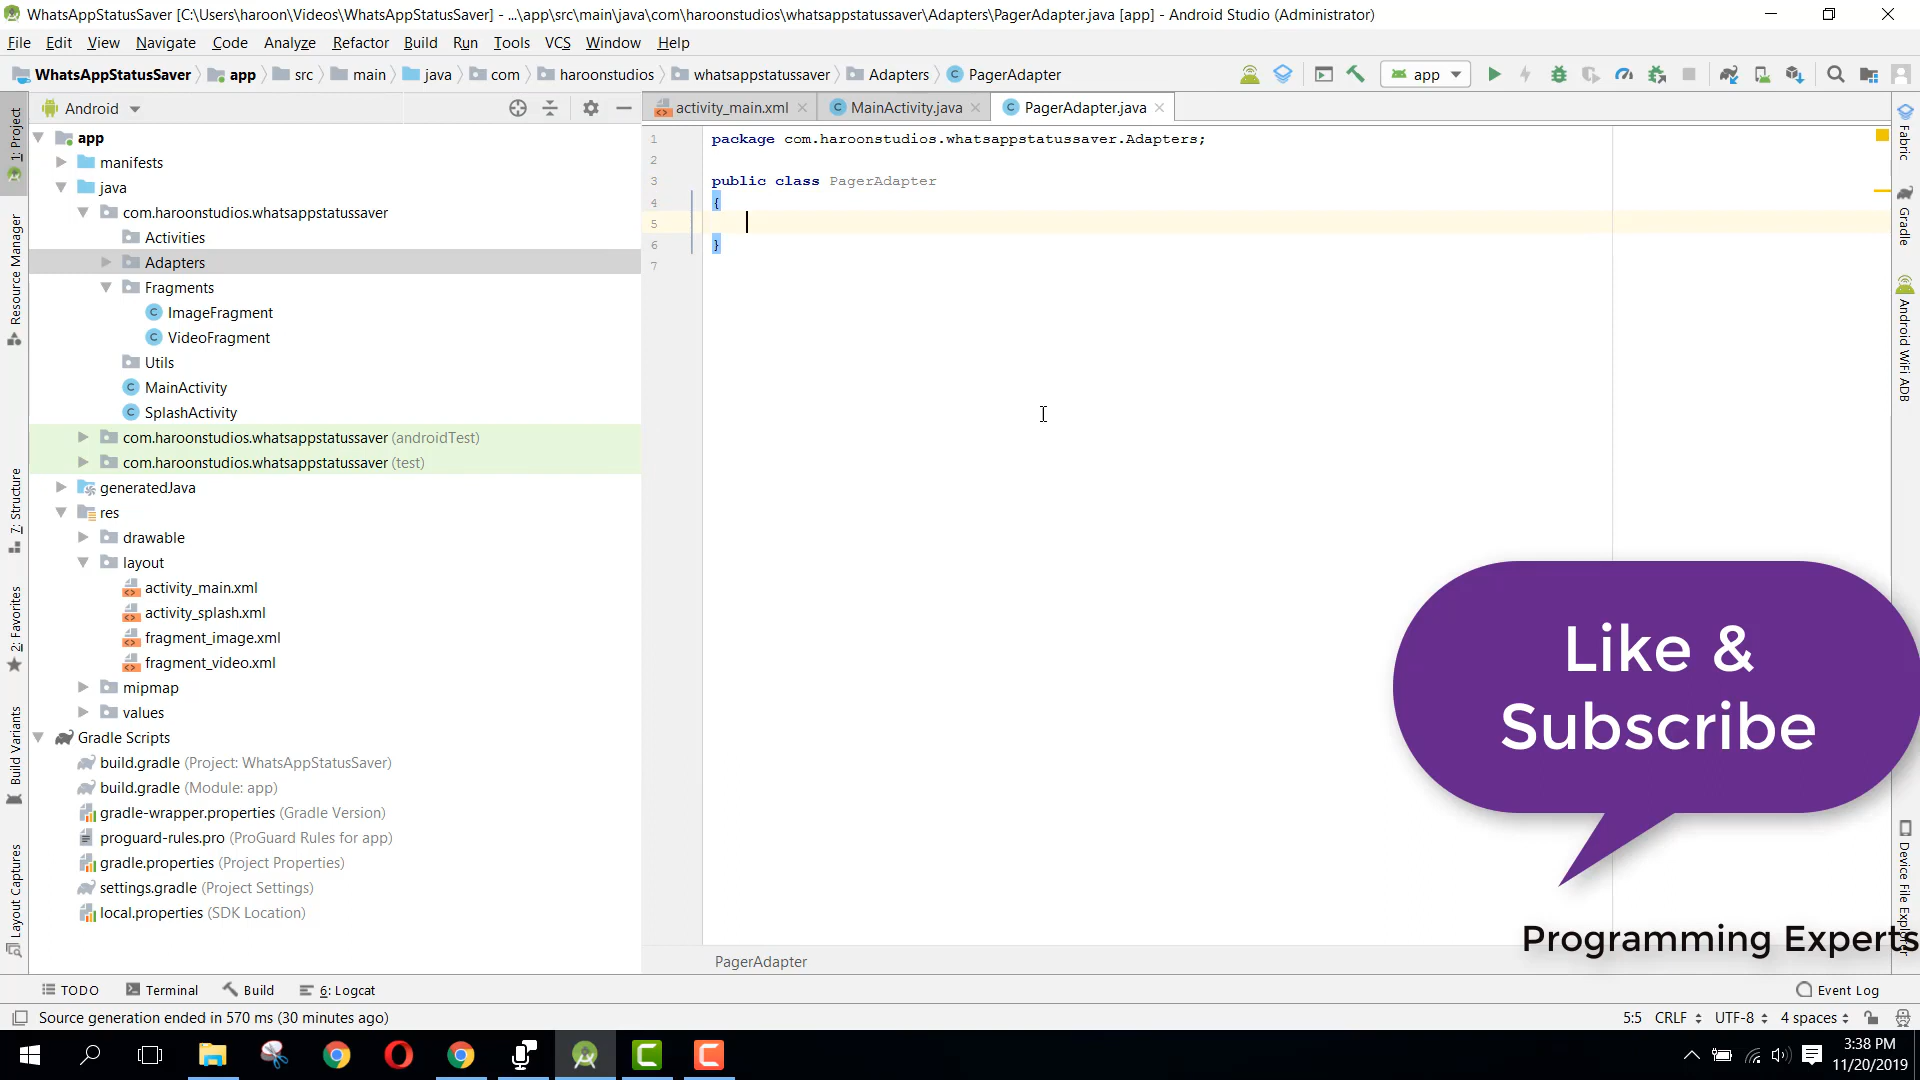 WhatsAppStatusSaver [C:\Users\haroon\Videos\WhatsAppStatusSaver] - ...\app\src\main\java\com\haroonstudios\whatsappstatussaver\Adapters\PagerAdapter.java [app] - Android Studio (Administrator)
File Edit View Navigate Code Analyze Refactor Build Run Tools VCS Window Help
WhatsAppStatusSaver app src main java com haroonstudios whatsappstatussaver Adapters PagerAdapter app
Android
activity_main.xml MainActivity.java PagerAdapter.java
1: Project
Resource Manager
7: Structure
2: Favorites
Build Variants
Layout Captures
app
manifests
java
com.haroonstudios.whatsappstatussaver
Activities
Adapters
Fragments
ImageFragment
VideoFragment
Utils
MainActivity
SplashActivity
com.haroonstudios.whatsappstatussaver (androidTest)
com.haroonstudios.whatsappstatussaver (test)
generatedJava
res
drawable
layout
activity_main.xml
activity_splash.xml
fragment_image.xml
fragment_video.xml
mipmap
values
Gradle Scripts
build.gradle (Project: WhatsAppStatusSaver)
build.gradle (Module: app)
gradle-wrapper.properties (Gradle Version)
proguard-rules.pro (ProGuard Rules for app)
gradle.properties (Project Properties)
settings.gradle (Project Settings)
local.properties (SDK Location)
1 package com.haroonstudios.whatsappstatussaver.Adapters;
2
3 public class PagerAdapter
4 {
5
6 }
7
Fabric
Gradle
Android WiFi ADB
Device File Explorer
Like &
Subscribe
Programming Experts
PagerAdapter
TODO Terminal Build 6: Logcat Event Log
Source generation ended in 570 ms (30 minutes ago) 5:5 CRLF UTF-8 4 spaces
3:38 PM
11/20/2019